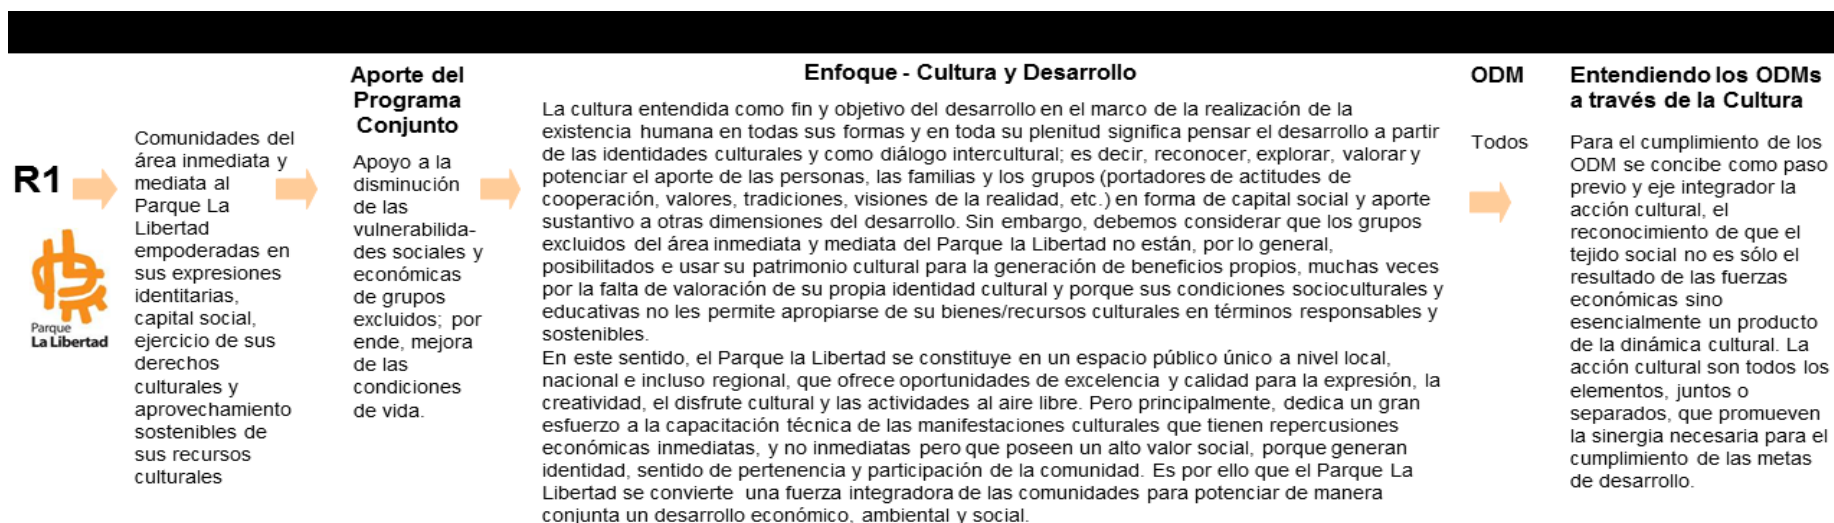 R1
Parque
La Libertad
Comunidades del
área inmediata y
mediata al
Parque La
Libertad
empoderadas en
sus expresiones
identitarias,
capital social,
ejercicio de sus
derechos
culturales y
aprovechamiento
sostenibles de
sus recursos
culturales
Aporte del
Programa
Conjunto
Apoyo a la
disminución
de las
vulnerabilida-
des sociales y
económicas
de grupos
excluidos; por
ende, mejora
de las
condiciones
de vida.
Enfoque - Cultura y Desarrollo
La cultura entendida como fin y objetivo del desarrollo en el marco de la realización de la
existencia humana en todas sus formas y en toda su plenitud significa pensar el desarrollo a partir
de las identidades culturales y como diálogo intercultural; es decir, reconocer, explorar, valorar y
potenciar el aporte de las personas, las familias y los grupos (portadores de actitudes de
cooperación, valores, tradiciones, visiones de la realidad, etc.) en forma de capital social y aporte
sustantivo a otras dimensiones del desarrollo. Sin embargo, debemos considerar que los grupos
excluidos del área inmediata y mediata del Parque la Libertad no están, por lo general,
posibilitados e usar su patrimonio cultural para la generación de beneficios propios, muchas veces
por la falta de valoración de su propia identidad cultural y porque sus condiciones socioculturales y
educativas no les permite apropiarse de su bienes/recursos culturales en términos responsables y
sostenibles.
En este sentido, el Parque la Libertad se constituye en un espacio público único a nivel local,
nacional e incluso regional, que ofrece oportunidades de excelencia y calidad para la expresión, la
creatividad, el disfrute cultural y las actividades al aire libre. Pero principalmente, dedica un gran
esfuerzo a la capacitación técnica de las manifestaciones culturales que tienen repercusiones
económicas inmediatas, y no inmediatas pero que poseen un alto valor social, porque generan
identidad, sentido de pertenencia y participación de la comunidad. Es por ello que el Parque La
Libertad se convierte una fuerza integradora de las comunidades para potenciar de manera
conjunta un desarrollo económico, ambiental y social.
ODM
Todos
Entendiendo los ODMs
a través de la Cultura
Para el cumplimiento de los
ODM se concibe como paso
previo y eje integrador la
acción cultural, el
reconocimiento de que el
tejido social no es sólo el
resultado de las fuerzas
económicas sino
esencialmente un producto
de la dinámica cultural. La
acción cultural son todos los
elementos, juntos o
separados, que promueven
la sinergia necesaria para el
cumplimiento de las metas
de desarrollo.